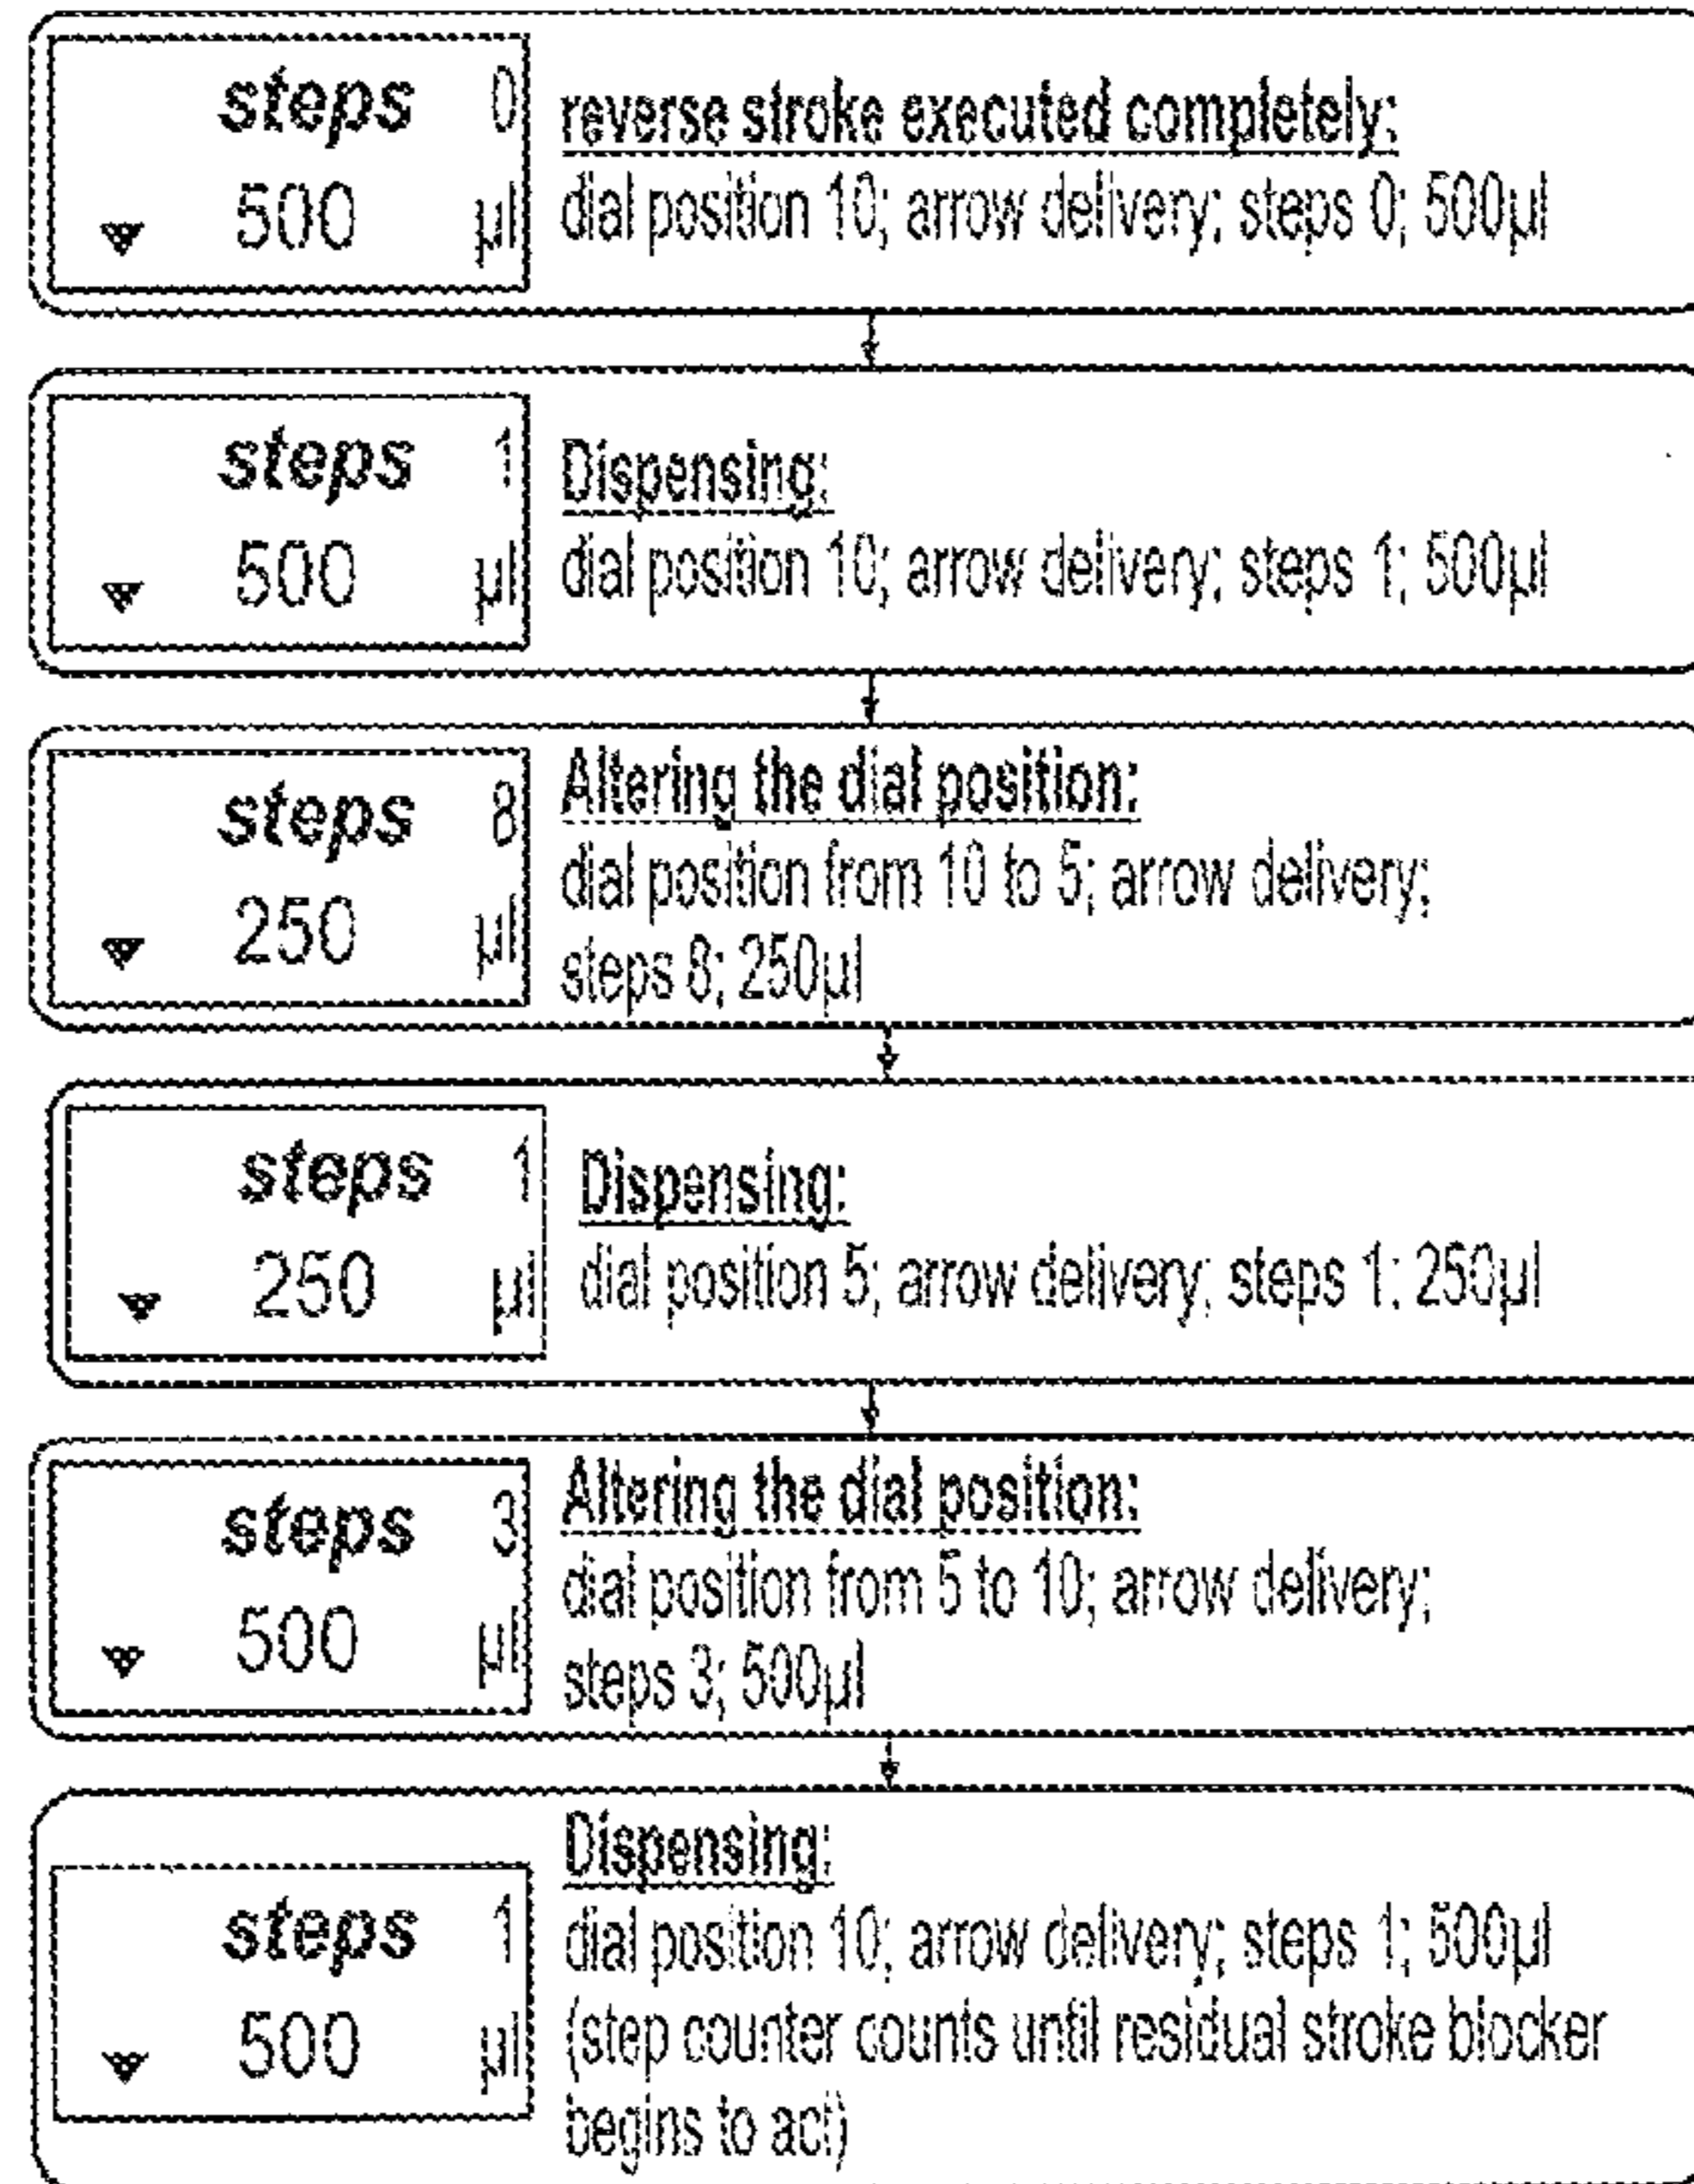 steps 0
500 µl
reverse stroke executed completely:
dial position 10; arrow delivery; steps 0; 500µl
steps 1
500 µl
Dispensing:
dial position 10; arrow delivery; steps 1; 500µl
steps 8
250 µl
Altering the dial position:
dial position from 10 to 5; arrow delivery;
steps 8; 250µl
steps 1
250 µl
Dispensing:
dial position 5; arrow delivery; steps 1; 250µl
steps 3
500 µl
Altering the dial position:
dial position from 5 to 10; arrow delivery;
steps 3; 500µl
steps 1
500 µl
Dispensing:
dial position 10; arrow delivery; steps 1; 500µl
(step counter counts until residual stroke blocker
begins to act)